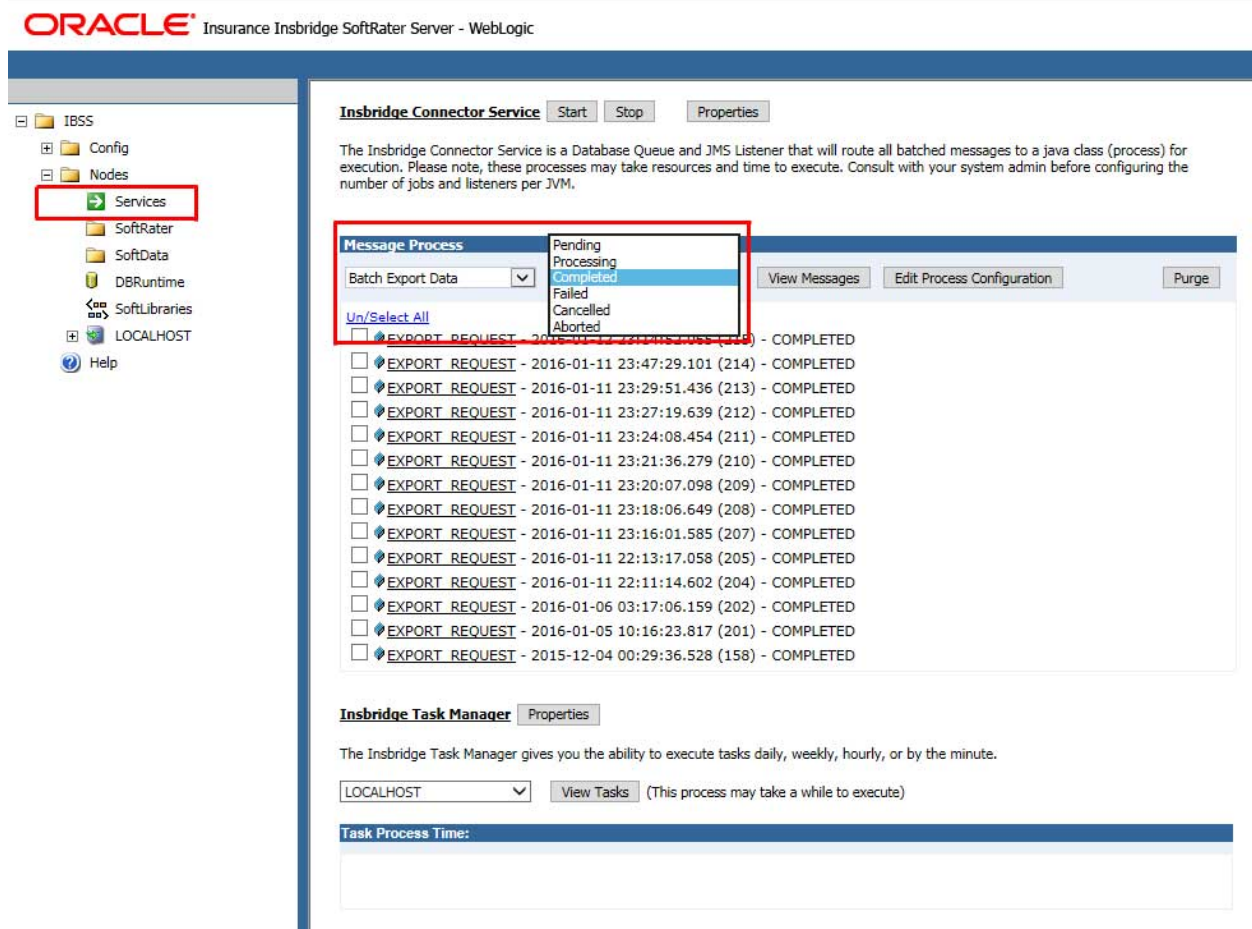 ORACLE Insurance Insbridge SoftRater Server - WebLogic
IBSS
Config
Nodes
Services
SoftRater
SoftData
DBRuntime
SoftLibraries
LOCALHOST
Help
Insbridge Connector Service Start Stop Properties
The Insbridge Connector Service is a Database Queue and JMS Listener that will route all batched messages to a java class (process) for
execution. Please note, these processes may take resources and time to execute. Consult with your system admin before configuring the
number of jobs and listeners per JVM.
Message Process
Batch Export Data
Pending
Processing
Completed
Failed
Cancelled
Aborted
View Messages Edit Process Configuration Purge
Un/Select All
EXPORT_REQUEST - COMPLETED
EXPORT_REQUEST - 2016-01-11 23:47:29.101 (214) - COMPLETED
EXPORT_REQUEST - 2016-01-11 23:29:51.436 (213) - COMPLETED
EXPORT_REQUEST - 2016-01-11 23:27:19.639 (212) - COMPLETED
EXPORT_REQUEST - 2016-01-11 23:24:08.454 (211) - COMPLETED
EXPORT_REQUEST - 2016-01-11 23:21:36.279 (210) - COMPLETED
EXPORT_REQUEST - 2016-01-11 23:20:07.098 (209) - COMPLETED
EXPORT_REQUEST - 2016-01-11 23:18:06.649 (208) - COMPLETED
EXPORT_REQUEST - 2016-01-11 23:16:01.585 (207) - COMPLETED
EXPORT_REQUEST - 2016-01-11 22:13:17.058 (205) - COMPLETED
EXPORT_REQUEST - 2016-01-11 22:11:14.602 (204) - COMPLETED
EXPORT_REQUEST - 2016-01-06 03:17:06.159 (202) - COMPLETED
EXPORT_REQUEST - 2016-01-05 10:16:23.817 (201) - COMPLETED
EXPORT_REQUEST - 2015-12-04 00:29:36.528 (158) - COMPLETED
Insbridge Task Manager Properties
The Insbridge Task Manager gives you the ability to execute tasks daily, weekly, hourly, or by the minute.
LOCALHOST View Tasks (This process may take a while to execute)
Task Process Time: